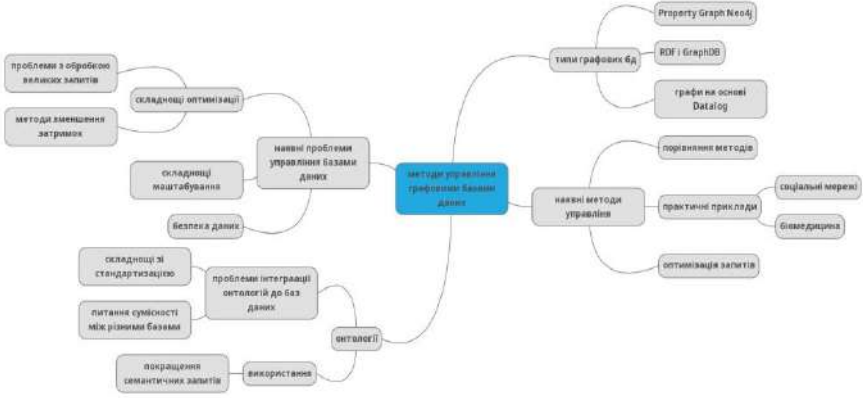 Property Graph Neo4j
типи графових бд
RDF і GraphDB
графи на основі
Datalog
проблеми з обробкою
великих запитів
складнощі оптимізації
методи зменшення
затримок
наявні проблеми
управління базами
даних
складнощі
маштабування
безпека даних
методи управління
графовими базами
даних
наявні методи
управліня
порівняння методів
практичні приклади
соціальні мережі
біомедицина
оптимізація запитів
складнощі зі
стандартизацією
проблеми інтеграації
онтологій до баз
даних
питання сумісності
між різними базами
онтології
покращення
семантичних запитів
використання